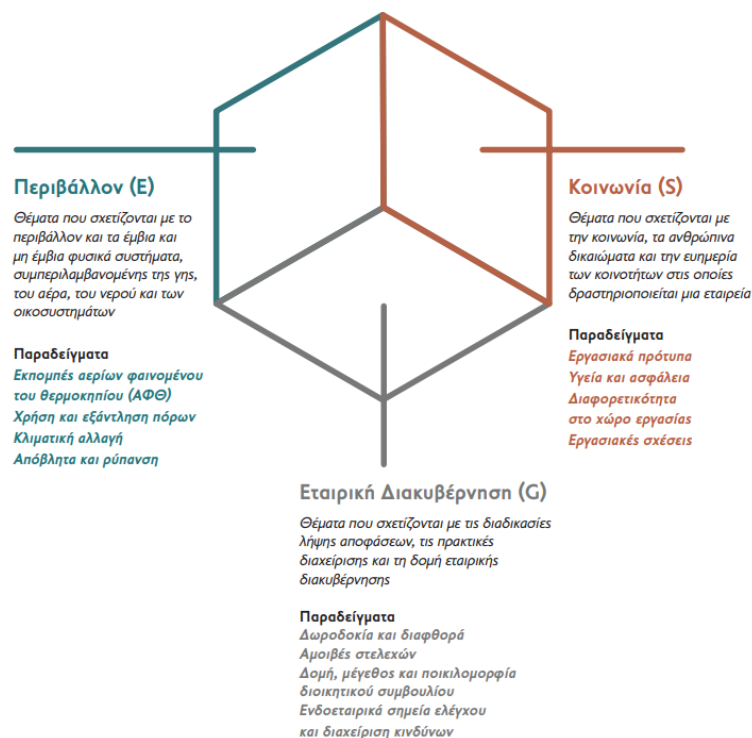 Περιβάλλον (E)
Θέματα που σχετίζονται με το
περιβάλλον και τα έμβια και
μη έμβια φυσικά συστήματα,
συμπεριλαμβανομένης της γης,
του αέρα, του νερού και των
οικοσυστημάτων
Παραδείγματα
Εκπομπές αερίων φαινομένου
του θερμοκηπίου (ΑΦΘ)
Χρήση και εξάντληση πόρων
Κλιματική αλλαγή
Απόβλητα και ρύπανση
Κοινωνία (S)
Θέματα που σχετίζονται με
την κοινωνία, τα ανθρώπινα
δικαιώματα και την ευημερία
των κοινοτήτων στις οποίες
δραστηριοποιείται μια εταιρεία
Παραδείγματα
Εργασιακά πρότυπα
Υγεία και ασφάλεια
Διαφορετικότητα
στο χώρο εργασίας
Εργασιακές σχέσεις
Εταιρική Διακυβέρνηση (G)
Θέματα που σχετίζονται με τις διαδικασίες
λήψης αποφάσεων, τις πρακτικές
διαχείρισης και τη δομή εταιρικής
διακυβέρνησης
Παραδείγματα
Δωροδοκία και διαφθορά
Αμοιβές στελεχών
Δομή, μέγεθος και ποικιλομορφία
διοικητικού συμβουλίου
Ενδοεταιρικά σημεία ελέγχου
και διαχείριση κινδύνων